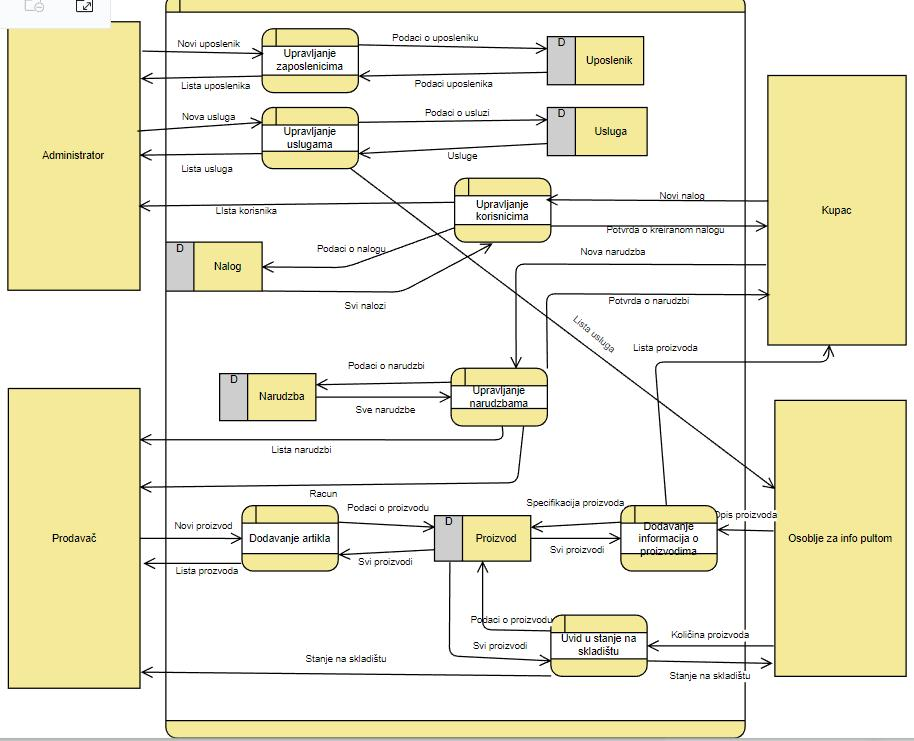 Novi uposlenik
Upravljanje
zaposlenicima
Podaci o uposleniku
D
Uposlenik
Lista uposlenika
Podaci uposlenika
Administrator
Nova usluga
Upravljanje
uslugama
Podaci o usluzi
D
Usluga
Lista usluga
Usluge
Kupac
Upravljanje
korisnicima
Novi nalog
LIsta korisnika
Potvrda o kreiranom nalogu
D
Nalog
Podaci o nalogu
Nova narudzba
Svi nalozi
Potvrda o narudzbi
Lista usluga
Lista proizvoda
D
Narudzba
Podaci o narudzbi
Upravljanje
narudzbama
Sve narudzbe
Lista narudzbi
Racun
Prodavač
Novi proizvod
Dodavanje artikla
Podaci o proizvodu
D
Proizvod
Specifikacija proizvoda
Dodavanje
informacija o
proizvodima
Opis proizvoda
Osoblje za info pultom
Lista prozvoda
Svi proizvodi
Svi proizvodi
Podaci o proizvodu
Svi proizvodi
Uvid u stanje na
skladištu
Količina proizvoda
Stanje na skladištu
Stanje na skladištu